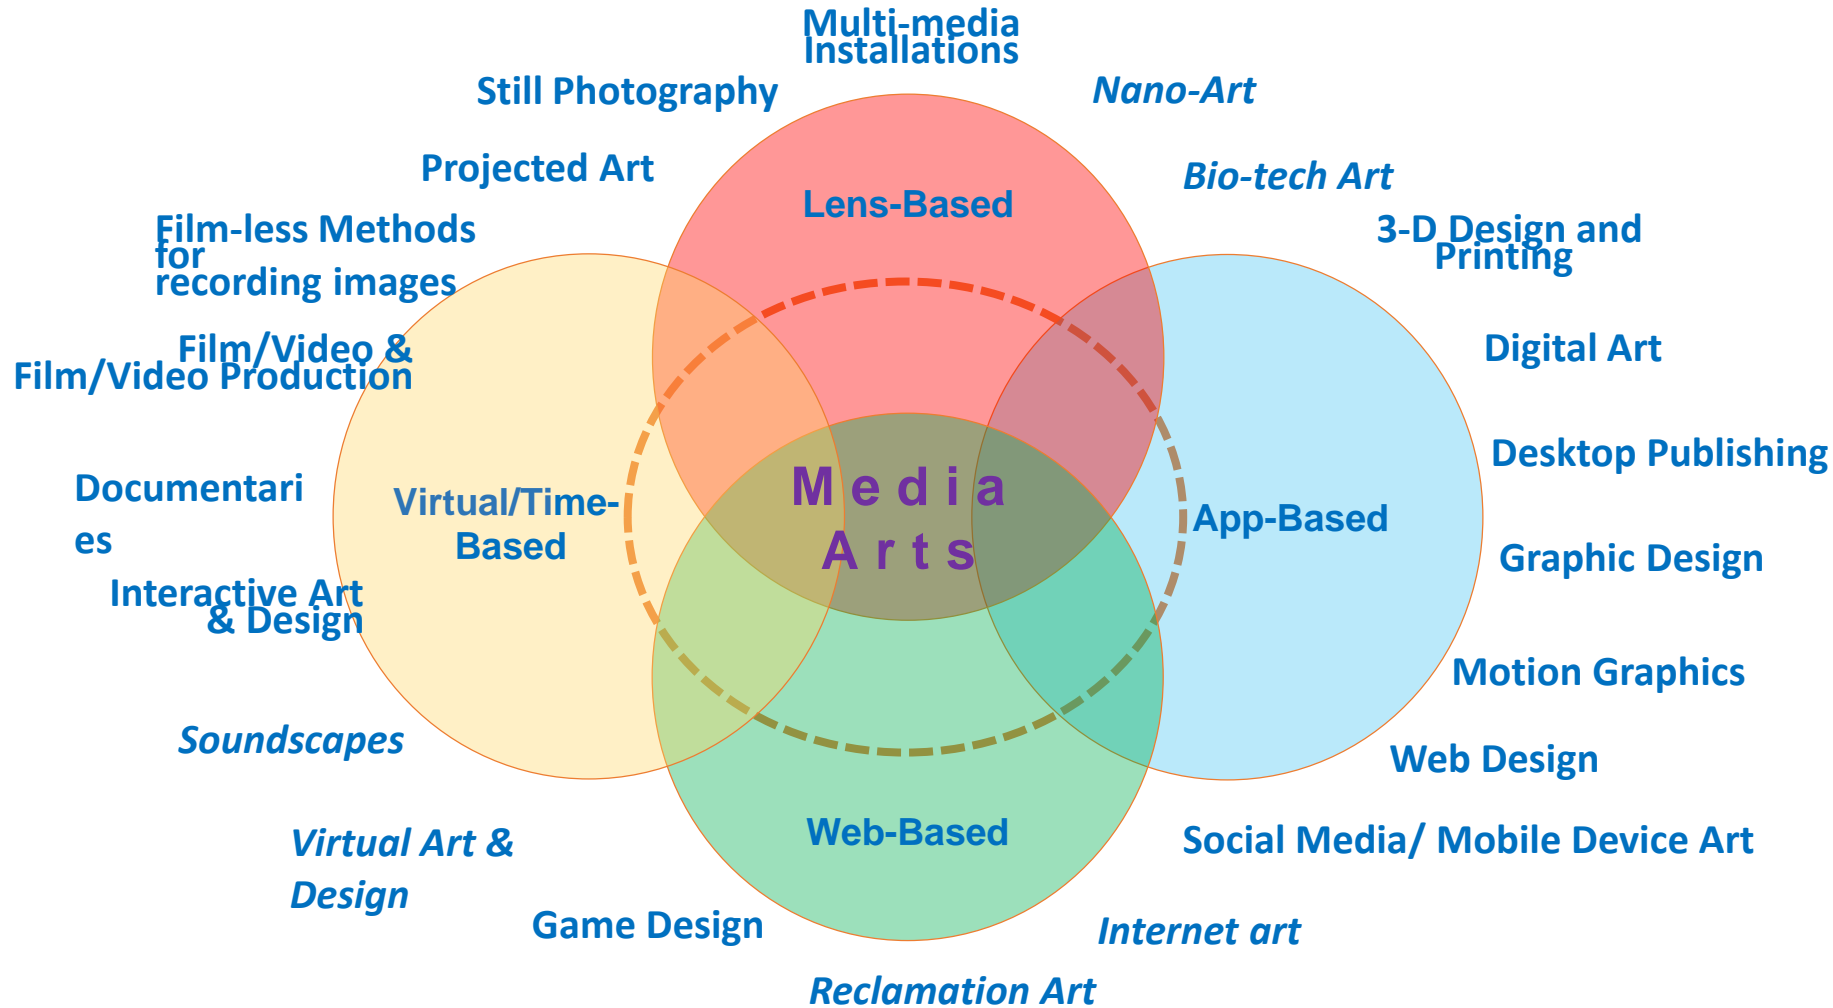 Multi-media
Installations
Still Photography
Nano-Art
Projected Art
Bio-tech Art
Lens-Based
Film-less Methods
for
recording images
3-D Design and
Printing
Film/Video &
Film/Video Production
Digital Art
Desktop Publishing
Documentari
es
Virtual/Time-
Based
Media
Arts
App-Based
Graphic Design
Interactive Art
& Design
Motion Graphics
Soundscapes
Web Design
Virtual Art &
Design
Web-Based
Social Media/ Mobile Device Art
Game Design
Internet art
Reclamation Art